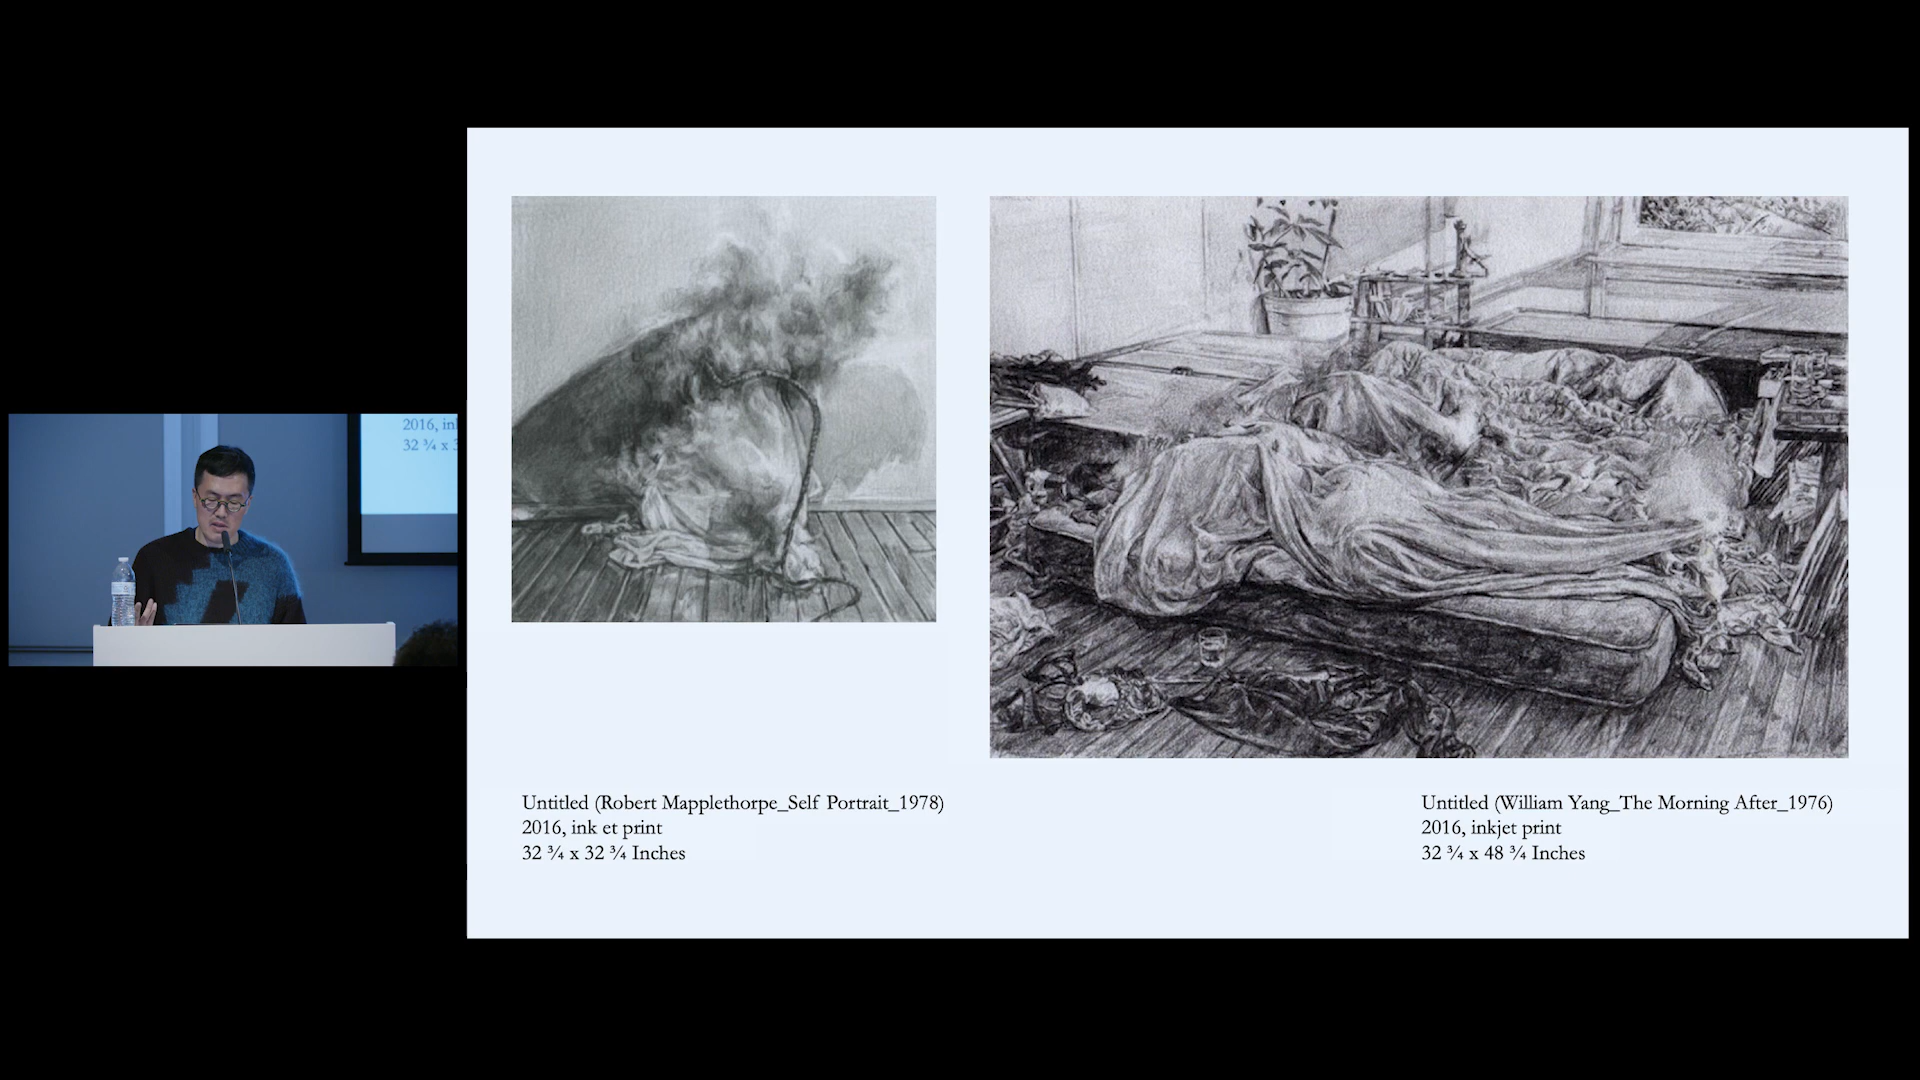 2016, in
32 ¾ x 3
Untitled (Robert Mapplethorpe_Self Portrait_1978)
2016, ink et print
32 ¾ x 32 ¾ Inches
Untitled (William Yang_The Morning After_1976)
2016, inkjet print
32 ¾ x 48 ¾ Inches